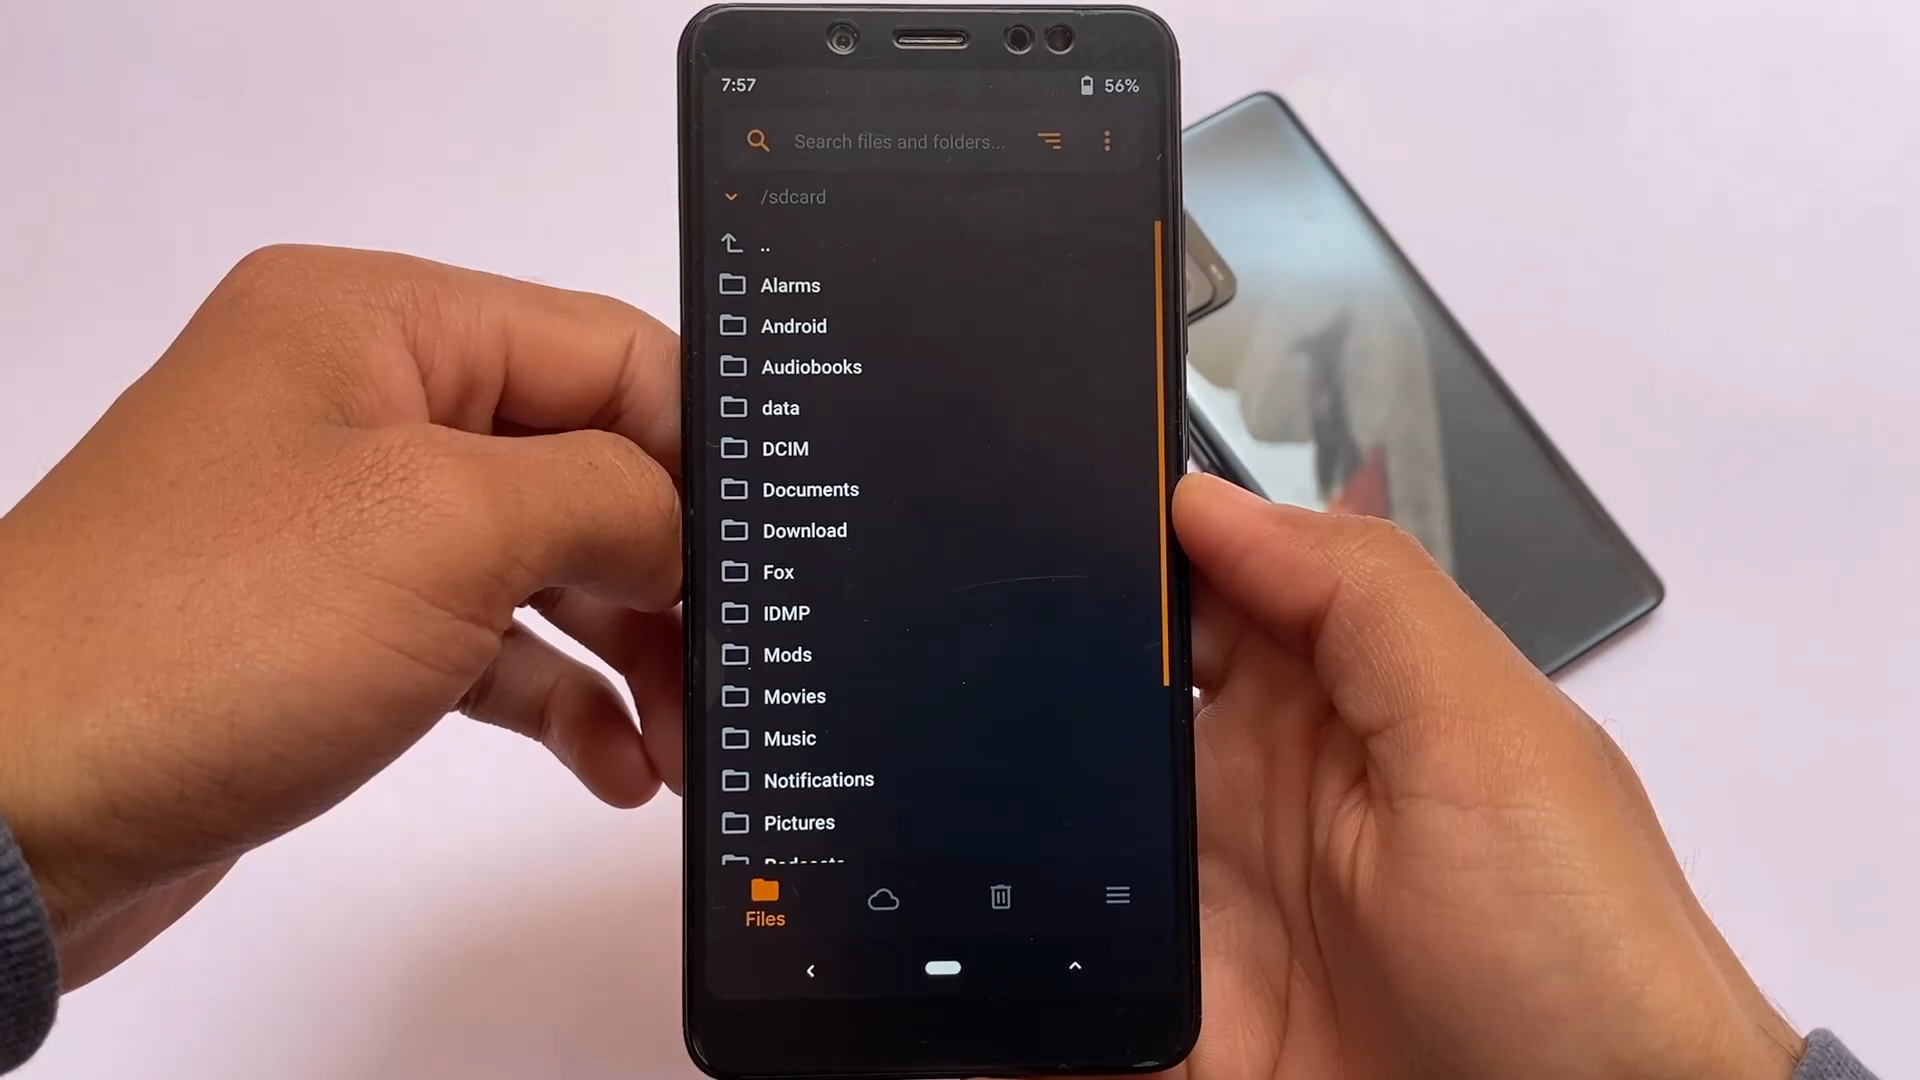 7:57 56%
Search files and folders...
/sdcard
..
Alarms
Android
Audiobooks
data
DCIM
Documents
Download
Fox
IDMP
Mods
Movies
Music
Notifications
Pictures
Files